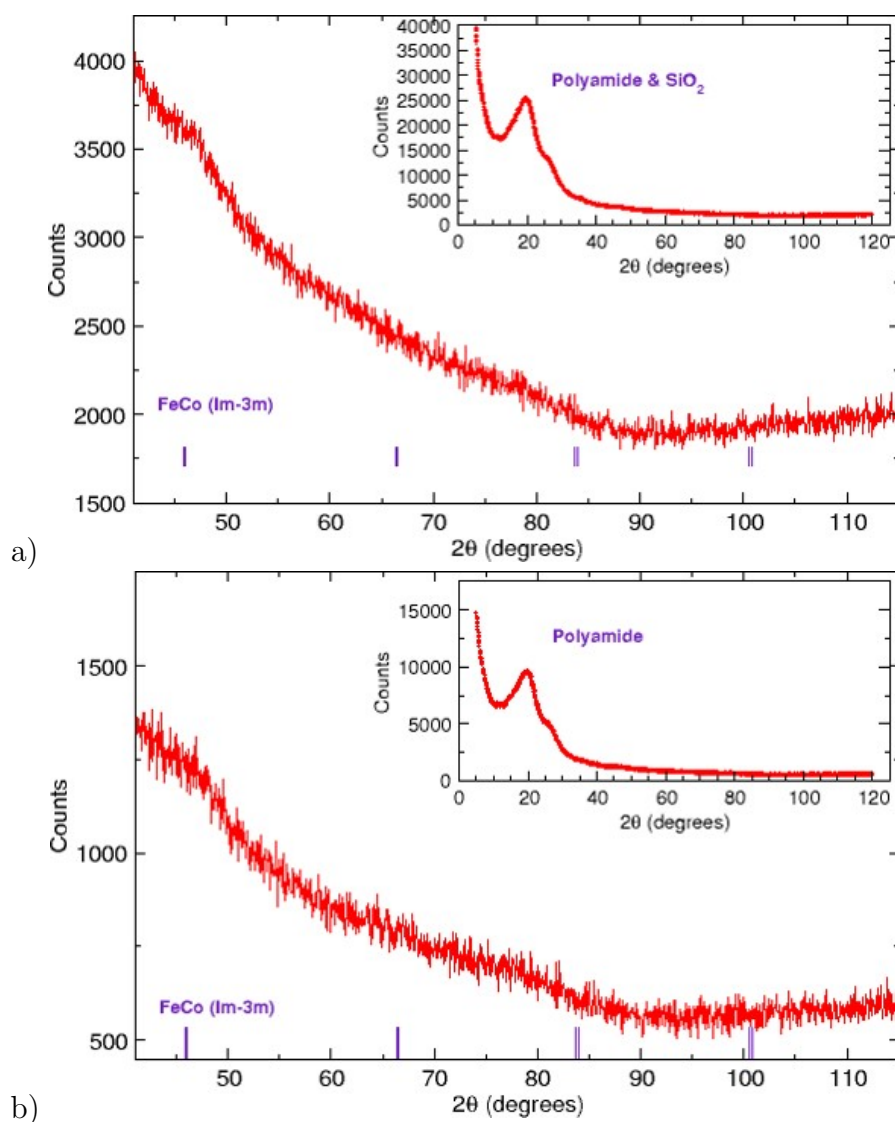 4000
3500
3000
2500
2000
1500
Counts
50 60 70 80 90 100 110
2θ (degrees)
FeCo (Im-3m)
40000
35000
30000
25000
20000
15000
10000
5000
0
Counts
0 20 40 60 80 100 120
2θ (degrees)
Polyamide & SiO₂
a)
1500
1000
500
Counts
50 60 70 80 90 100 110
2θ (degrees)
FeCo (Im-3m)
15000
10000
5000
0
Counts
0 20 40 60 80 100 120
2θ (degrees)
Polyamide
b)